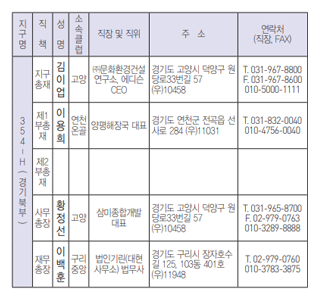 지구명 직책 성명 소속클럽 직장 및 직위 주 소 연락처 (직장, FAX)
354-H (경기북부)
지구총재 김이업 고양 ㈜문화환경건설연구소, 에디슨 CEO 경기도 고양시 덕양구 원당로33번길 57 (우)10458 T. 031-967-8800 F. 031-967-8600 010-5000-1111
제1부총재 이용희 연천온골 양평해장국 대표 경기도 연천군 전곡읍 선사로 284 (우)11031 T. 031-832-0040 010-4756-0040
제2부총재
사무총장 황정선 고양 삼미종합개발 대표 경기도 고양시 덕양구 원당로33번길 57 (우)10458 T. 031-965-8700 F. 02-979-0763 010-3289-8888
재무총장 이백훈 구리중앙 법인기린(대현사무소) 법무사 경기도 구리시 장자호수길 125, 103동 401호 (우)11948 T. 02-979-0760 010-3783-3875